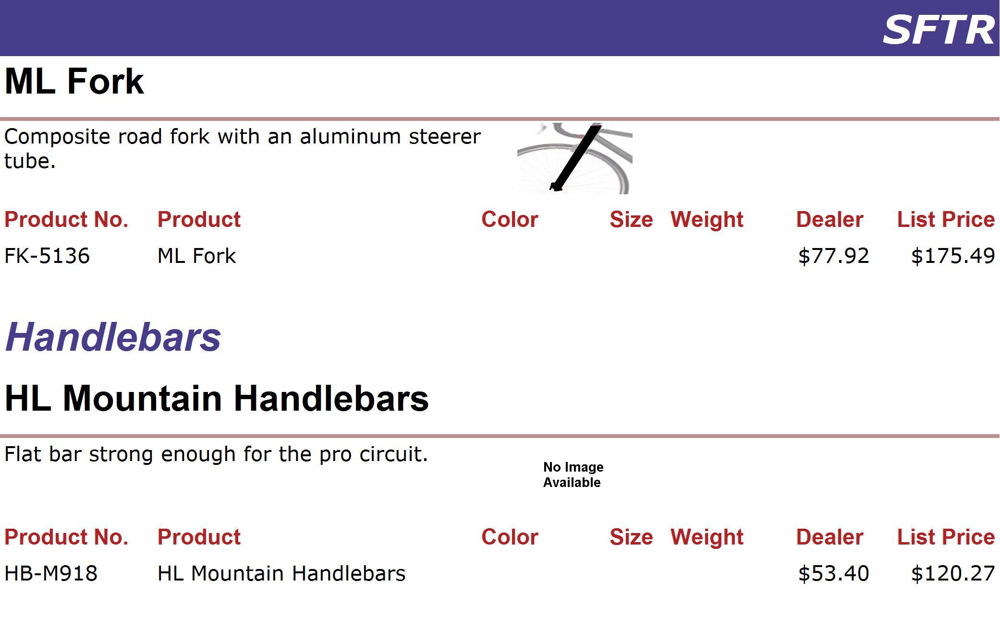 SFTR
ML Fork
Composite road fork with an aluminum steerer
tube.
Product No. Product Color Size Weight Dealer List Price
FK-5136 ML Fork $77.92 $175.49
Handlebars
HL Mountain Handlebars
Flat bar strong enough for the pro circuit.
No Image
Available
Product No. Product Color Size Weight Dealer List Price
HB-M918 HL Mountain Handlebars $53.40 $120.27